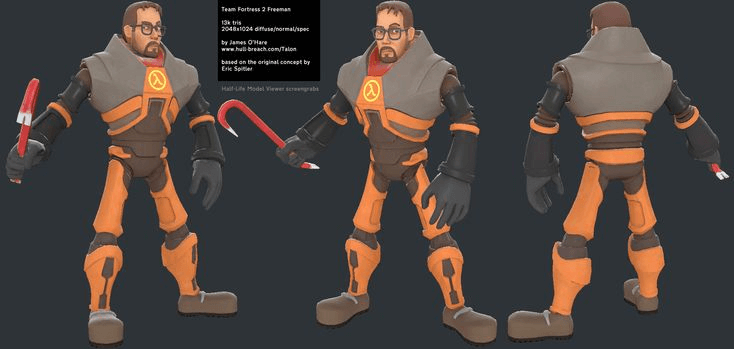 Team Fortress 2 Freeman
13k tris
2048x1024 diffuse/normal/spec
by James O'Hare
www.hull-breach.com/Talon
based on the original concept by
Eric Spitler
Half-Life Model Viewer screengrabs
λ
λ